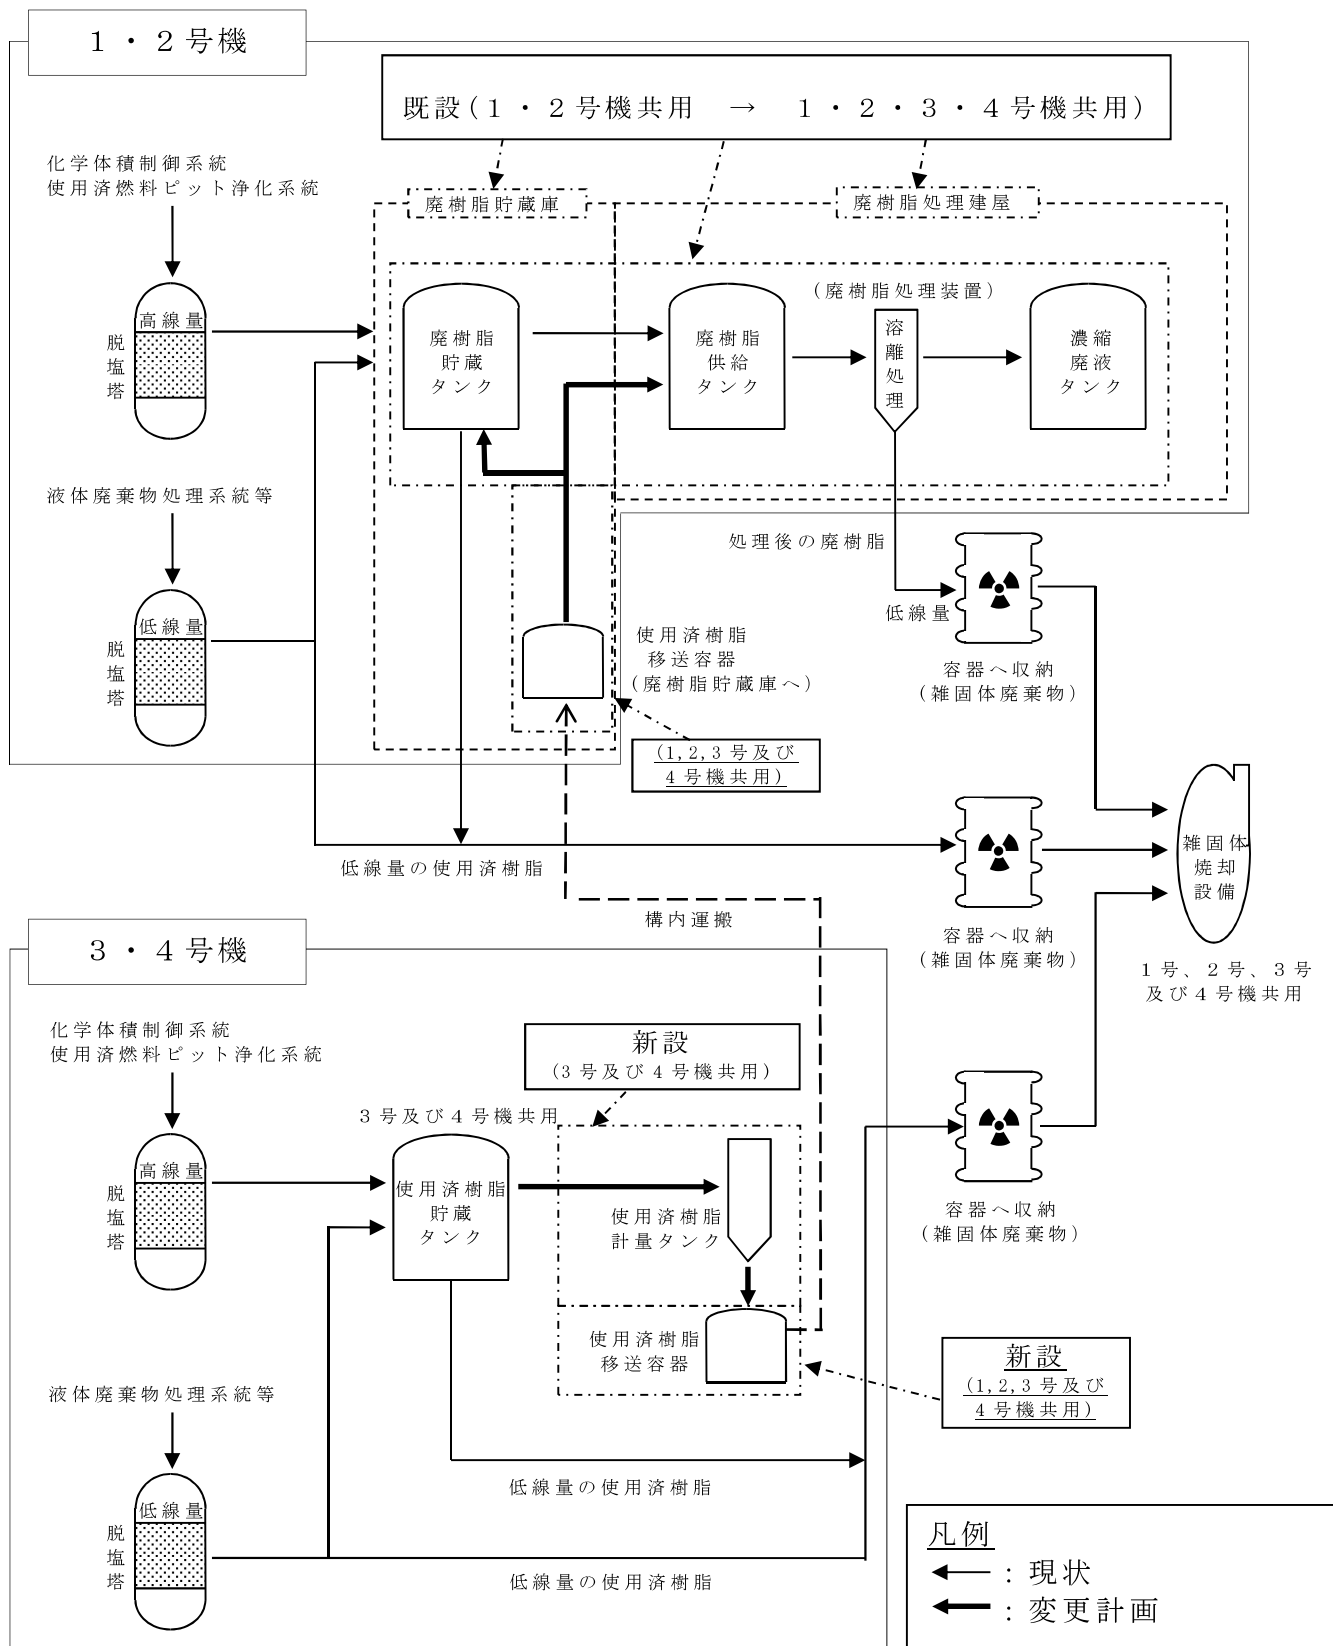 １・２号機
既設(１・２号機共用　→　１・２・３・４号機共用)
化学体積制御系統
使用済燃料ピット浄化系統
廃樹脂貯蔵庫
廃樹脂処理建屋
(廃樹脂処理装置)
高線量
脱塩塔
廃樹脂
貯蔵
タンク
廃樹脂
供給
タンク
溶離処理
濃縮
廃液
タンク
液体廃棄物処理系統等
低線量
脱塩塔
処理後の廃樹脂
低線量
使用済樹脂
移送容器
(廃樹脂貯蔵庫へ)
容器へ収納
(雑固体廃棄物)
(1,2,3号及び
4号機共用)
低線量の使用済樹脂
雑固体
焼却
設備
構内運搬
容器へ収納
(雑固体廃棄物)
1号、2号、3号
及び4号機共用
３・４号機
化学体積制御系統
使用済燃料ピット浄化系統
新設
(3号及び4号機共用)
3号及び4号機共用
高線量
脱塩塔
使用済樹脂
貯蔵
タンク
使用済樹脂
計量タンク
容器へ収納
(雑固体廃棄物)
使用済樹脂
移送容器
新設
(1,2,3号及び
4号機共用)
液体廃棄物処理系統等
低線量の使用済樹脂
低線量
脱塩塔
低線量の使用済樹脂
凡例
：現状
：変更計画